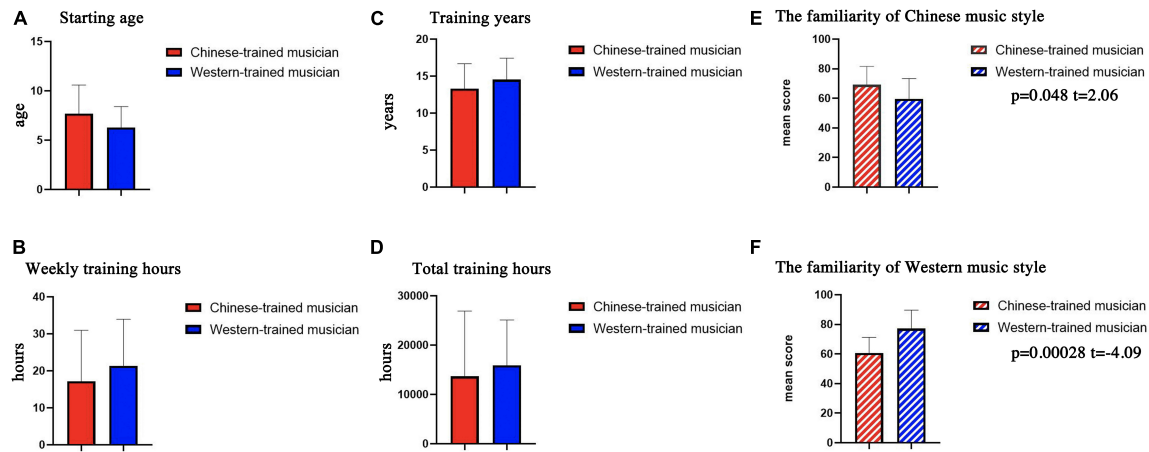 A
Starting age
15
10
5
0
age
Chinese-trained musician
Western-trained musician
C
Training years
20
15
10
5
0
years
Chinese-trained musician
Western-trained musician
E
The familiarity of Chinese music style
100
80
60
40
20
0
mean score
Chinese-trained musician
Western-trained musician
p=0.048 t=2.06
B
Weekly training hours
40
30
20
10
0
hours
Chinese-trained musician
Western-trained musician
D
Total training hours
30000
20000
10000
0
hours
Chinese-trained musician
Western-trained musician
F
The familiarity of Western music style
100
80
60
40
20
0
mean score
Chinese-trained musician
Western-trained musician
p=0.00028 t=-4.09